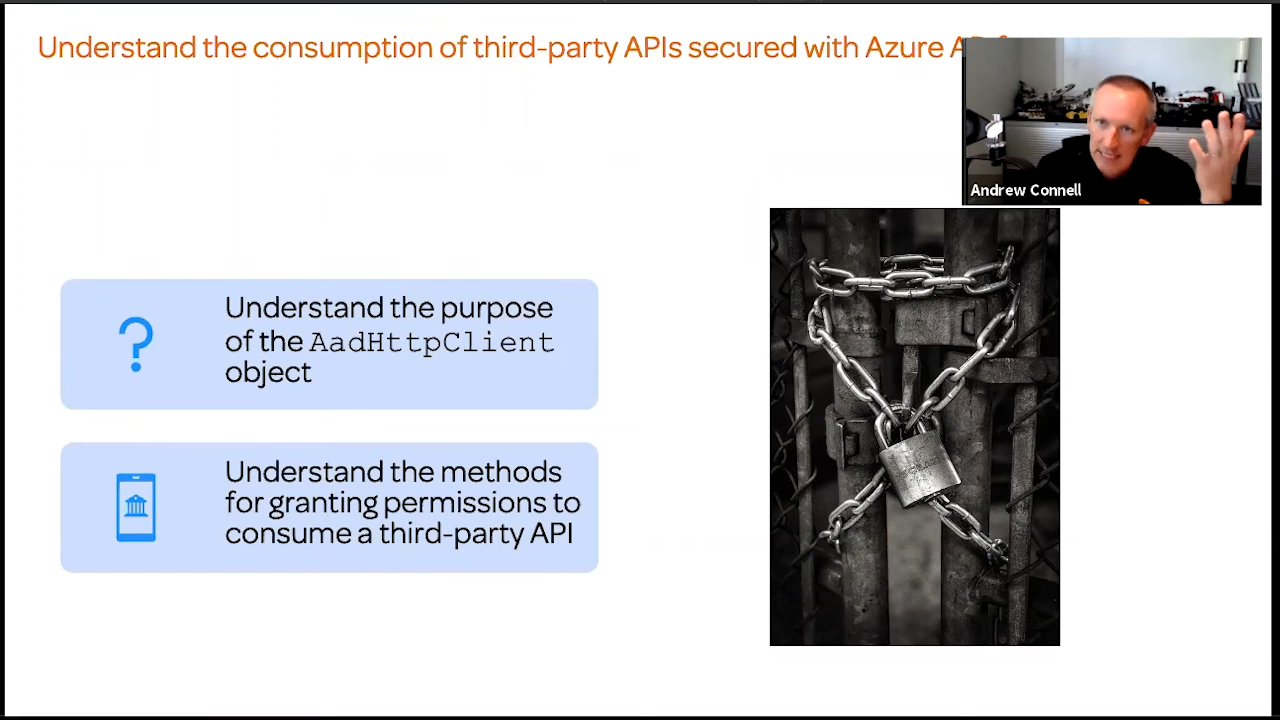 Understand the consumption of third-party APIs secured with Azure
Andrew Connell
Understand the purpose
of the AadHttpClient
object
Understand the methods
for granting permissions to
consume a third-party API